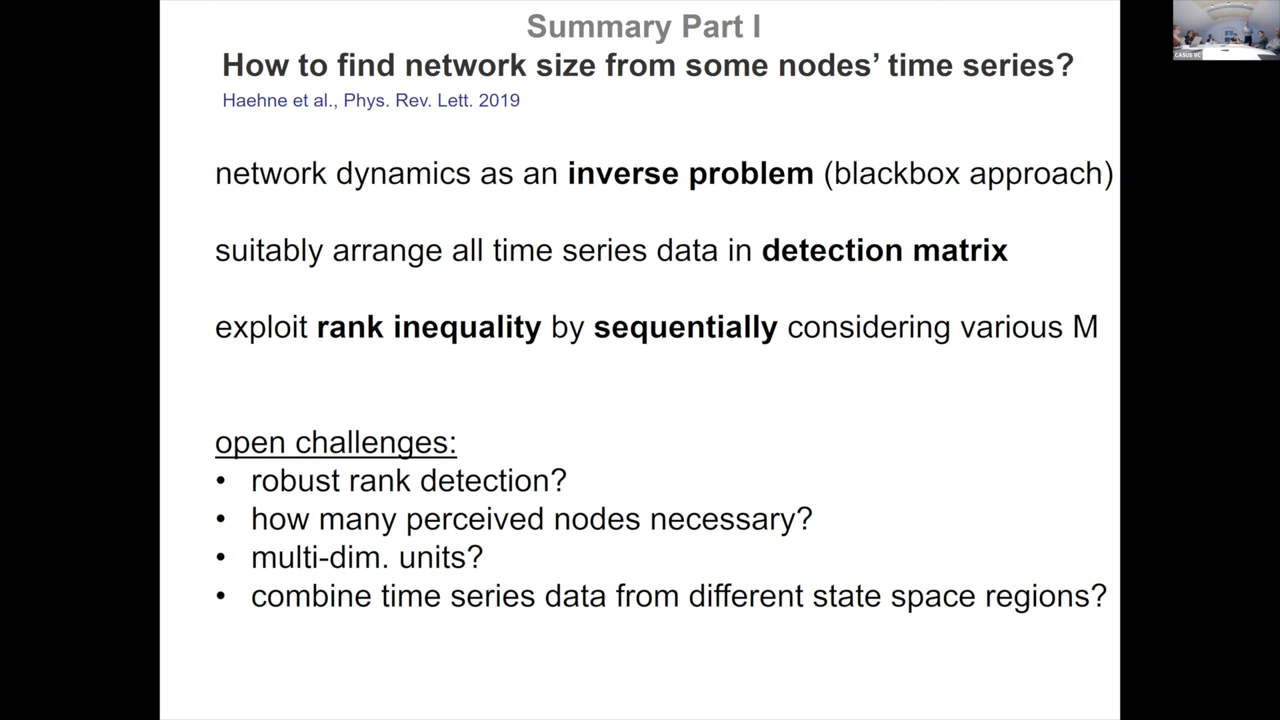 Summary Part I
How to find network size from some nodes’ time series?
Haehne et al., Phys. Rev. Lett. 2019
network dynamics as an inverse problem (blackbox approach)
suitably arrange all time series data in detection matrix
exploit rank inequality by sequentially considering various M
open challenges:
• robust rank detection?
• how many perceived nodes necessary?
• multi-dim. units?
• combine time series data from different state space regions?
CASUS VC